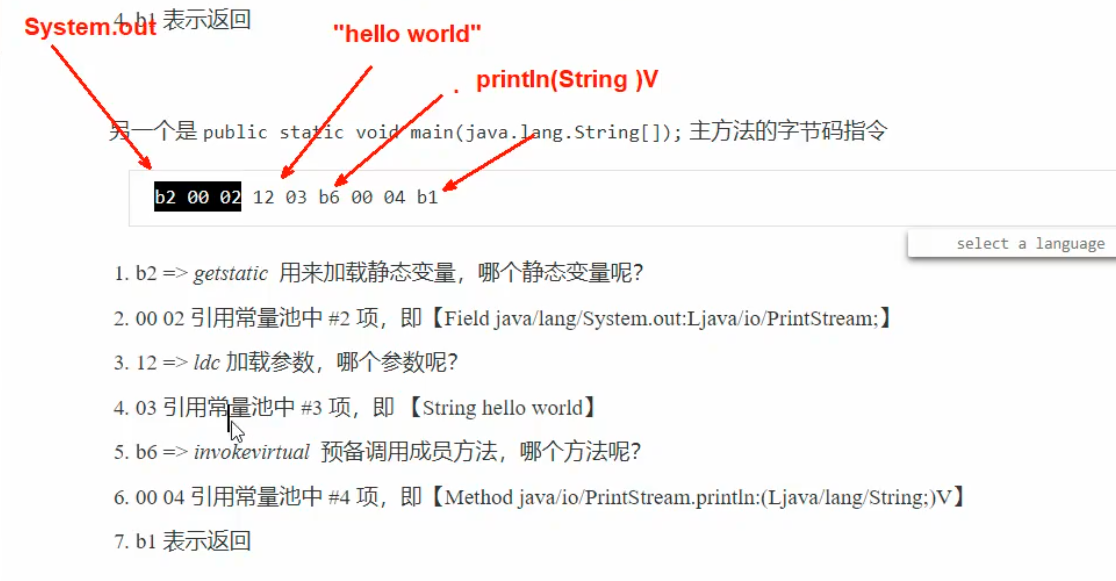 4. b1 表示返回
System.out
"hello world"
. println(String )V
另一个是 public static void main(java.lang.String[]); 主方法的字节码指令
b2 00 02 12 03 b6 00 04 b1
select a language
1. b2 => getstatic 用来加载静态变量，哪个静态变量呢？
2. 00 02 引用常量池中 #2 项，即【Field java/lang/System.out:Ljava/io/PrintStream;】
3. 12 => ldc 加载参数，哪个参数呢？
4. 03 引用常量池中 #3 项，即 【String hello world】
5. b6 => invokevirtual 预备调用成员方法，哪个方法呢？
6. 00 04 引用常量池中 #4 项，即【Method java/io/PrintStream.println:(Ljava/lang/String;)V】
7. b1 表示返回